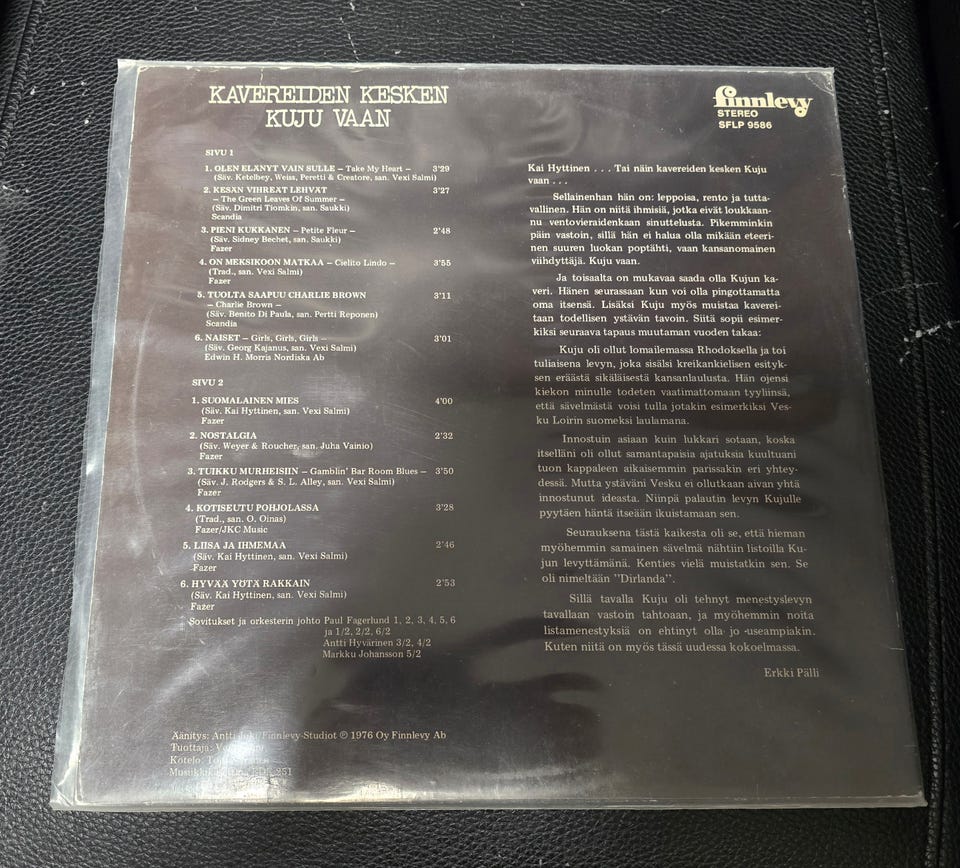 KAVEREIDEN KESKEN
KUJU VAAN
finnlevy
STEREO
SFLP 9586
SIVU 1
1. OLEN ELÄNYT VAIN SULLE – Take My Heart – 3'29
(Säv. Ketelbey, Weiss, Peretti & Creatore, san. Vexi Salmi)
2. KESÄN VIHREÄT LEHVÄT 3'27
– The Green Leaves Of Summer –
(Säv. Dimitri Tiomkin, san. Saukki)
Scandia
3. PIENI KUKKANEN – Petite Fleur – 2'48
(Säv. Sidney Bechet, san. Saukki)
Fazer
4. ON MEKSIKOON MATKAA – Cielito Lindo – 3'55
(Trad., san. Vexi Salmi)
Fazer
5. TUOLTA SAAPUU CHARLIE BROWN 3'11
– Charlie Brown –
(Säv. Benito Di Paula, san. Pertti Reponen)
Scandia
6. NAISET – Girls, Girls, Girls – 3'01
(Säv. Georg Kajanus, san. Vexi Salmi)
Edwin H. Morris Nordiska Ab
SIVU 2
1. SUOMALAINEN MIES 4'00
(Säv. Kai Hyttinen, san. Vexi Salmi)
Fazer
2. NOSTALGIA 2'32
(Säv. Weyer & Roucher, san. Juha Vainio)
Fazer
3. TUIKKU MURHEISIIN – Gamblin' Bar Room Blues – 3'50
(Säv. J. Rodgers & S. L. Alley, san. Vexi Salmi)
Fazer
4. KOTISEUTU POHJOLASSA 3'28
(Trad., san. O. Oinas)
Fazer/JKC Music
5. LIISA JA IHMEMAA 2'46
(Säv. Kai Hyttinen, san. Vexi Salmi)
Fazer
6. HYVÄÄ YÖTÄ RAKKAIN 2'53
(Säv. Kai Hyttinen, san. Vexi Salmi)
Fazer
Sovitukset ja orkesterin johto Paul Fagerlund 1, 2, 3, 4, 5, 6
ja 1/2, 2/2, 6/2
Antti Hyvärinen 3/2, 4/2
Markku Johansson 5/2
Äänitys: Antti Finnlevy-Studiot ℗ 1976 Oy Finnlevy Ab
Tuottaja:
Kotelo:
251
Kai Hyttinen . . . Tai näin kavereiden kesken Kuju
vaan . . .
Sellainenhan hän on: leppoisa, rento ja tutta-
vallinen. Hän on niitä ihmisiä, jotka eivät loukkaan-
nu ventovieraidenkaan sinuttelusta. Pikemminkin
päin vastoin, sillä hän ei halua olla mikään eteeri-
nen suuren luokan poptähti, vaan kansanomainen
viihdyttäjä. Kuju vaan.
Ja toisaalta on mukavaa saada olla Kujun ka-
veri. Hänen seurassaan kun voi olla pingottamatta
oma itsensä. Lisäksi Kuju myös muistaa kaverei-
taan todellisen ystävän tavoin. Siitä sopii esimer-
kiksi seuraava tapaus muutaman vuoden takaa:
Kuju oli ollut lomailemassa Rhodoksella ja toi
tuliaisena levyn, joka sisälsi kreikankielisen esityk-
sen eräästä sikäläisestä kansanlaulusta. Hän ojensi
kiekon minulle todeten vaatimattomaan tyyliinsä,
että sävelmästä voisi tulla jotakin esimerkiksi Ves-
ku Loirin suomeksi laulamana.
Innostuin asiaan kuin lukkari sotaan, koska
itselläni oli ollut samantapaisia ajatuksia kuultuani
tuon kappaleen aikaisemmin parissakin eri yhtey-
dessä. Mutta ystäväni Vesku ei ollutkaan aivan yhtä
innostunut ideasta. Niinpä palautin levyn Kujulle
pyytäen häntä itseään ikuistamaan sen.
Seurauksena tästä kaikesta oli se, että hieman
myöhemmin samainen sävelmä nähtiin listoilla Ku-
jun levyttämänä. Kenties vielä muistatkin sen. Se
oli nimeltään "Dirlanda".
Sillä tavalla Kuju oli tehnyt menestyslevyn
tavallaan vastoin tahtoaan, ja myöhemmin noita
listamenestyksiä on ehtinyt olla jo useampiakin.
Kuten niitä on myös tässä uudessa kokoelmassa.
Erkki Pälli